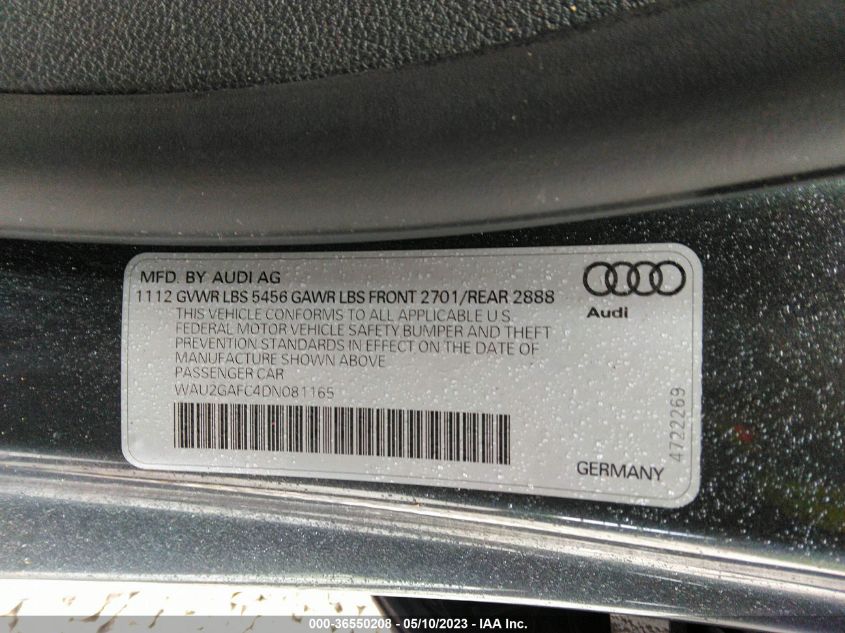 MFD. BY AUDI AG
1112 GVWR LBS 5456 GAWR LBS FRONT 2701/REAR 2888
THIS VEHICLE CONFORMS TO ALL APPLICABLE U.S.
FEDERAL MOTOR VEHICLE SAFETY BUMPER AND THEFT
PREVENTION STANDARDS IN EFFECT ON THE DATE OF
MANUFACTURE SHOWN ABOVE
PASSENGER CAR
WAU2GAFC4DN081165
Audi
4722269
GERMANY
000-36550208 - 05/10/2023 - IAA Inc.